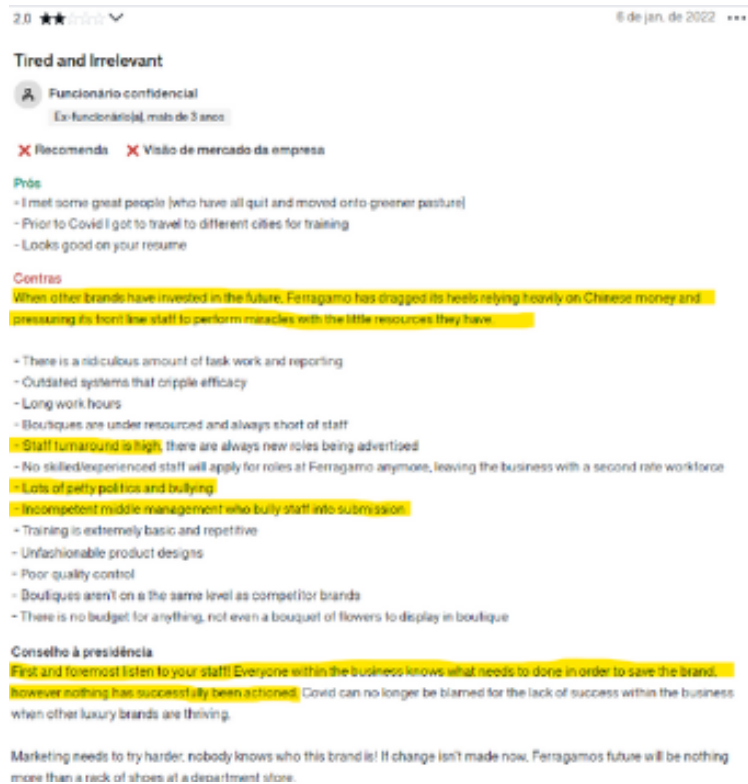 2,0 ★★☆☆☆ 6 de jan. de 2022 •••
Tired and Irrelevant
Funcionário confidencial
Ex-funcionário(a), mais de 3 anos
Recomenda Visão de mercado da empresa
Prós
- I met some great people (who have all quit and moved onto greener pasture)
- Prior to Covid I got to travel to different cities for training
- Looks good on your resume
Contras
When other brands have invested in the future, Ferragamo has dragged its heels relying heavily on Chinese money and
pressuring its front line staff to perform miracles with the little resources they have.
- There is a ridiculous amount of task work and reporting
- Outdated systems that cripple efficacy
- Long work hours
- Boutiques are under resourced and always short of staff
- Staff turnaround is high, there are always new roles being advertised
- No skilled/experienced staff will apply for roles at Ferragamo anymore, leaving the business with a second rate workforce
- Lots of petty politics and bullying
- Incompetent middle management who bully staff into submission
- Training is extremely basic and repetitive
- Unfashionable product designs
- Poor quality control
- Boutiques aren't on a the same level as competitor brands
- There is no budget for anything, not even a bouquet of flowers to display in boutique
Conselho à presidência
First and foremost listen to your staff! Everyone within the business knows what needs to done in order to save the brand,
however nothing has successfully been actioned. Covid can no longer be blamed for the lack of success within the business
when other luxury brands are thriving.
Marketing needs to try harder, nobody knows who this brand is! If change isn't made now, Ferragamos future will be nothing
more than a rack of shoes at a department store.